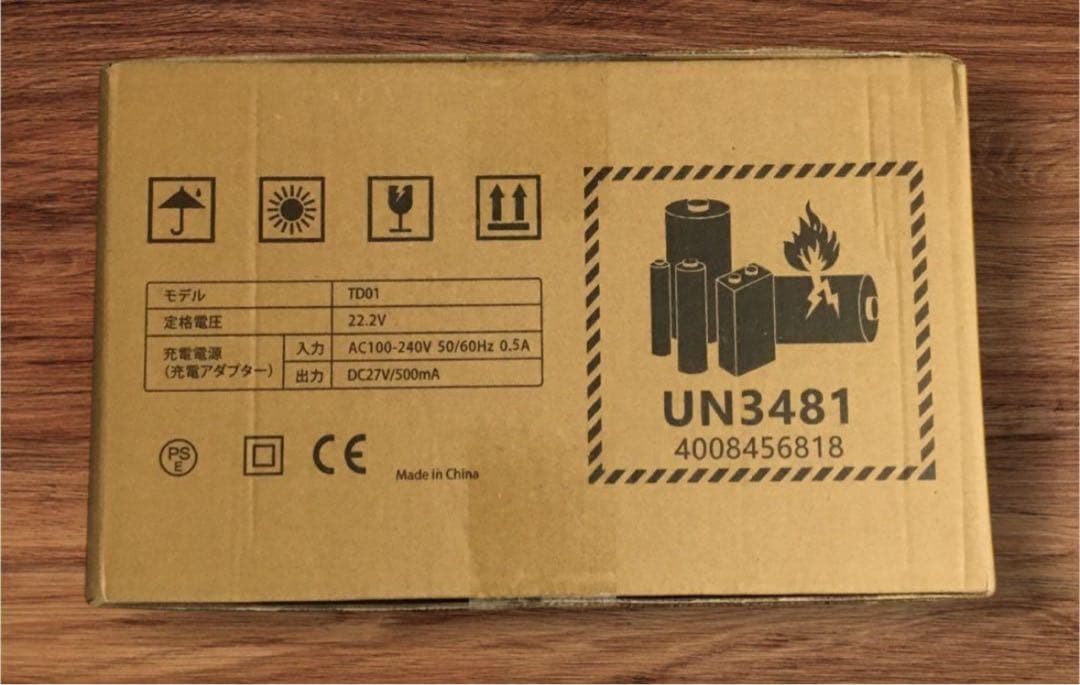 モデル TD01
定格電圧 22.2V
充電電源
(充電アダプター)
入力 AC100-240V 50/60Hz 0.5A
出力 DC27V/500mA
PS
E
CE
Made in China
UN3481
4008456818